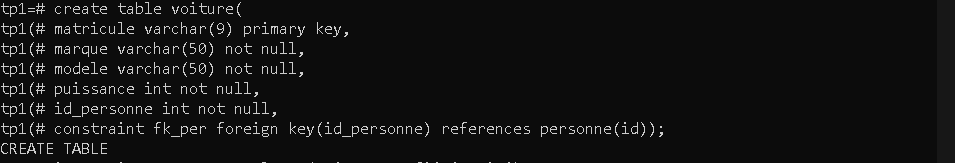 tp1=# create table voiture(
tp1(# matricule varchar(9) primary key,
tp1(# marque varchar(50) not null,
tp1(# modele varchar(50) not null,
tp1(# puissance int not null,
tp1(# id_personne int not null,
tp1(# constraint fk_per foreign key(id_personne) references personne(id));
CREATE TABLE